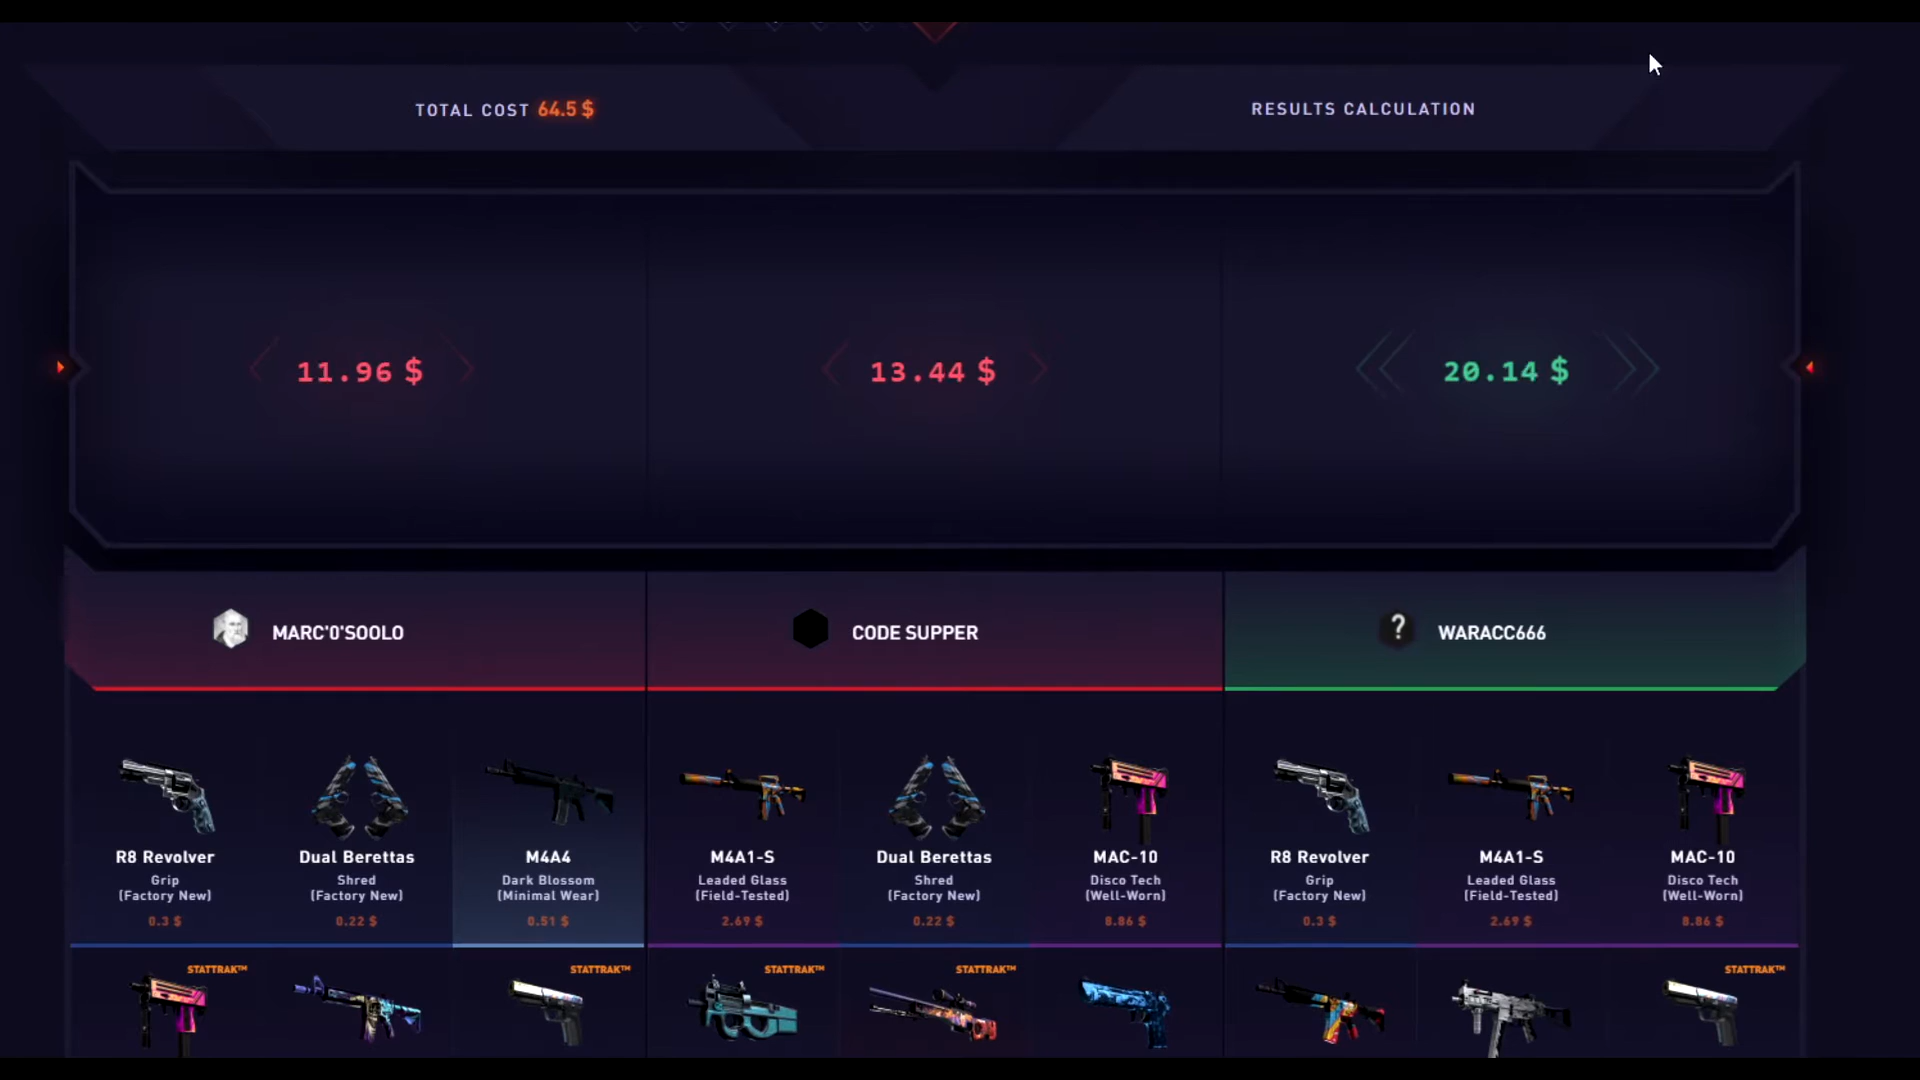 TOTAL COST 64.5 $
RESULTS CALCULATION
11.96 $
13.44 $
20.14 $
MARC'0'SOOLO
CODE SUPPER
?
WARACC666
R8 Revolver
Grip
(Factory New)
0.3 $
Dual Berettas
Shred
(Factory New)
0.22 $
M4A4
Dark Blossom
(Minimal Wear)
0.51 $
M4A1-S
Leaded Glass
(Field-Tested)
2.69 $
Dual Berettas
Shred
(Factory New)
0.22 $
MAC-10
Disco Tech
(Well-Worn)
8.86 $
R8 Revolver
Grip
(Factory New)
0.3 $
M4A1-S
Leaded Glass
(Field-Tested)
2.69 $
MAC-10
Disco Tech
(Well-Worn)
8.86 $
STATTRAK™
STATTRAK™
STATTRAK™
STATTRAK™
STATTRAK™